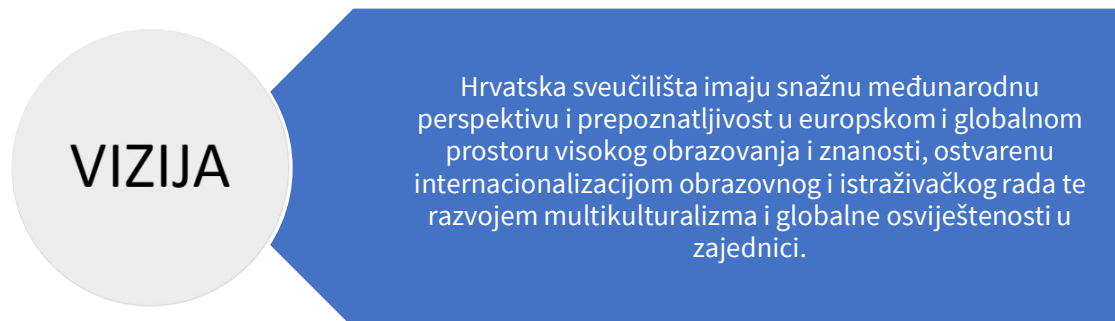 VIZIJA
Hrvatska sveučilišta imaju snažnu međunarodnu
perspektivu i prepoznatljivost u europskom i globalnom
prostoru visokog obrazovanja i znanosti, ostvarenu
internacionalizacijom obrazovnog i istraživačkog rada te
razvojem multikulturalizma i globalne osviještenosti u
zajednici.